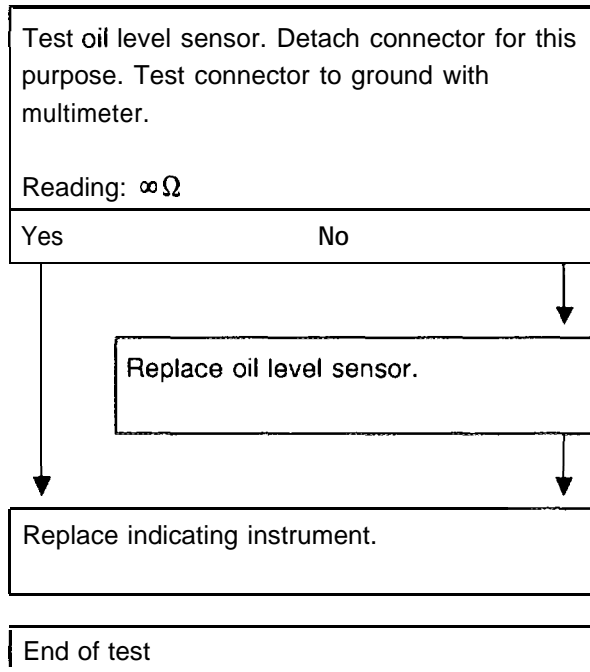 Test oil level sensor. Detach connector for this
purpose. Test connector to ground with
multimeter.
Reading: ∞ Ω
Yes No
Replace oil level sensor.
Replace indicating instrument.
End of test